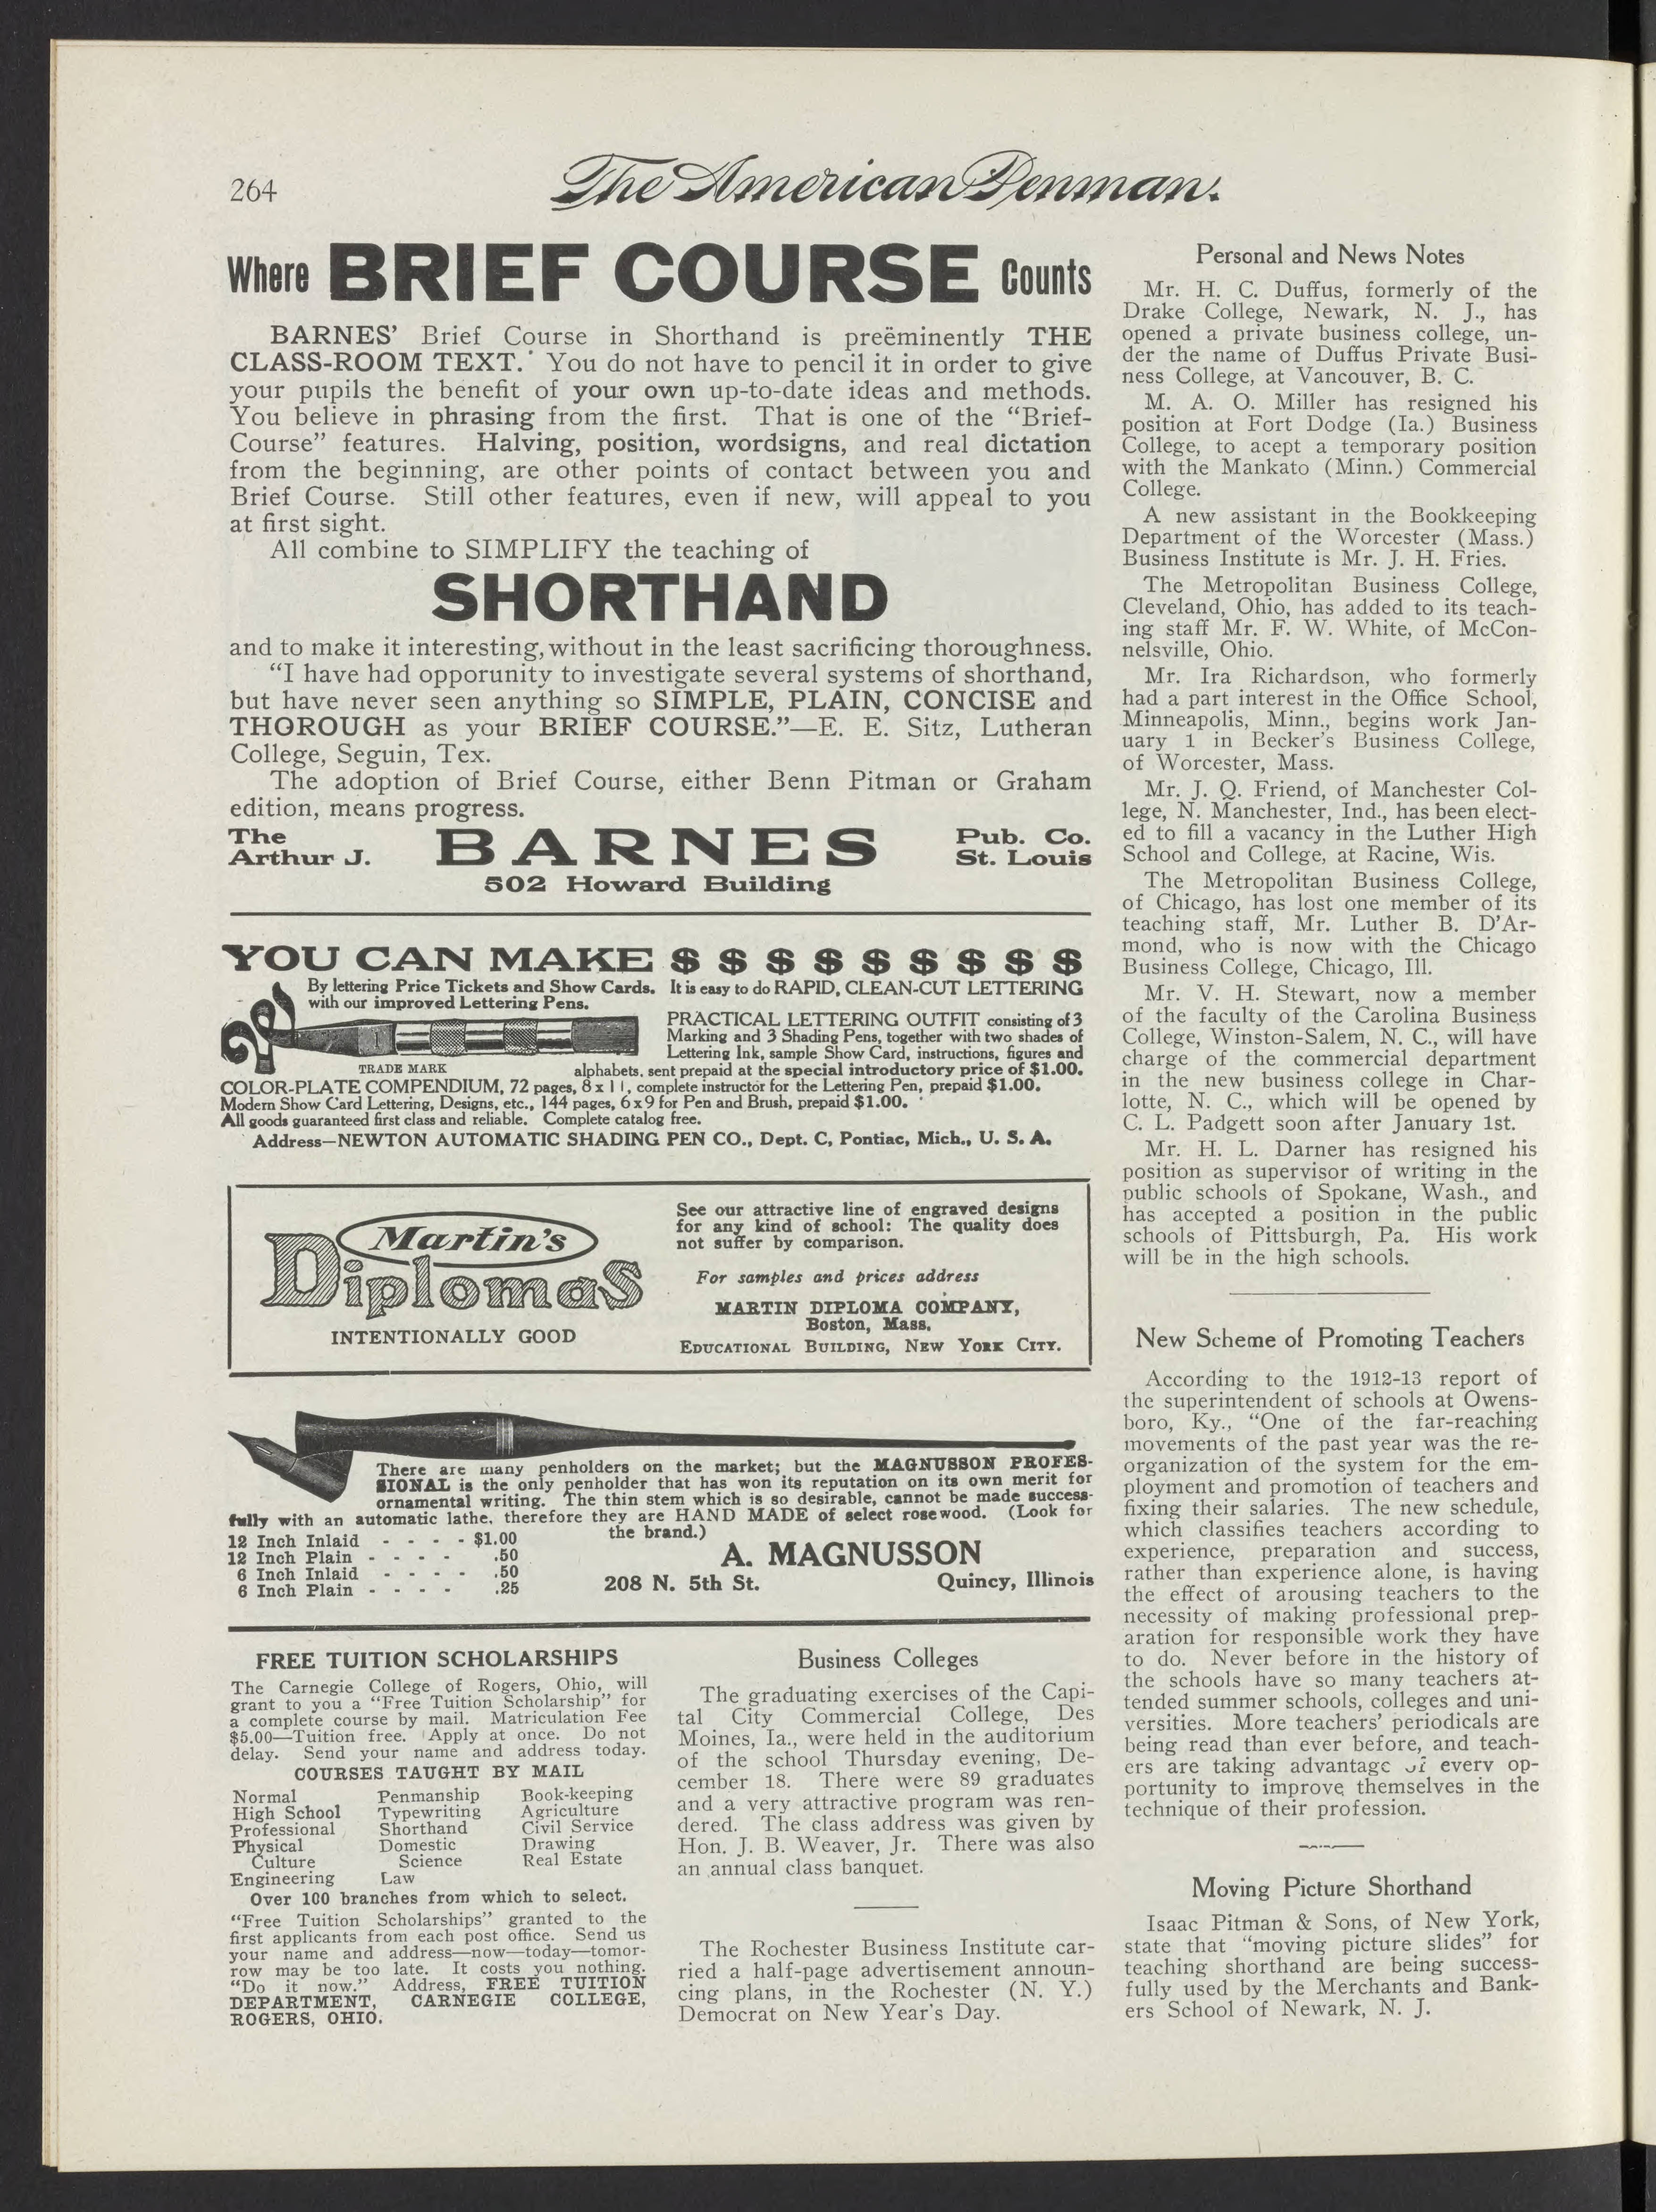 264
The American Penman.
Where BRIEF COURSE Counts
BARNES' Brief Course in Shorthand is preëminently THE
CLASS-ROOM TEXT. You do not have to pencil it in order to give
your pupils the benefit of your own up-to-date ideas and methods.
You believe in phrasing from the first. That is one of the "Brief-
Course" features. Halving, position, wordsigns, and real dictation
from the beginning, are other points of contact between you and
Brief Course. Still other features, even if new, will appeal to you
at first sight.
All combine to SIMPLIFY the teaching of
SHORTHAND
and to make it interesting, without in the least sacrificing thoroughness.
"I have had opporunity to investigate several systems of shorthand,
but have never seen anything so SIMPLE, PLAIN, CONCISE and
THOROUGH as your BRIEF COURSE."—E. E. Sitz, Lutheran
College, Seguin, Tex.
The adoption of Brief Course, either Benn Pitman or Graham
edition, means progress.
The
Arthur J. BARNES Pub. Co.
St. Louis
502 Howard Building
YOU CAN MAKE $ $ $ $ $ $ $ $ $
By lettering Price Tickets and Show Cards. It is easy to do RAPID, CLEAN-CUT LETTERING
with our improved Lettering Pens.
PRACTICAL LETTERING OUTFIT consisting of 3
Marking and 3 Shading Pens, together with two shades of
Lettering Ink, sample Show Card, instructions, figures and
TRADE MARK alphabets, sent prepaid at the special introductory price of $1.00.
COLOR-PLATE COMPENDIUM, 72 pages, 8 x 11, complete instructor for the Lettering Pen, prepaid $1.00.
Modern Show Card Lettering, Designs, etc., 144 pages, 6x9 for Pen and Brush, prepaid $1.00.
All goods guaranteed first class and reliable. Complete catalog free.
Address—NEWTON AUTOMATIC SHADING PEN CO., Dept. C, Pontiac, Mich., U. S. A.
Martin's
Diplomas
INTENTIONALLY GOOD
See our attractive line of engraved designs
for any kind of school: The quality does
not suffer by comparison.
For samples and prices address
MARTIN DIPLOMA COMPANY,
Boston, Mass.
EDUCATIONAL BUILDING, NEW YORK CITY.
There are many penholders on the market; but the MAGNUSSON PROFES-
SIONAL is the only penholder that has won its reputation on its own merit for
ornamental writing. The thin stem which is so desirable, cannot be made success-
fully with an automatic lathe, therefore they are HAND MADE of select rosewood. (Look for
the brand.)
12 Inch Inlaid - - - - $1.00
12 Inch Plain - - - - .50
6 Inch Inlaid - - - - .50
6 Inch Plain - - - - .25
A. MAGNUSSON
208 N. 5th St. Quincy, Illinois
FREE TUITION SCHOLARSHIPS
The Carnegie College of Rogers, Ohio, will
grant to you a "Free Tuition Scholarship" for
a complete course by mail. Matriculation Fee
$5.00—Tuition free. Apply at once. Do not
delay. Send your name and address today.
COURSES TAUGHT BY MAIL
Normal Penmanship Book-keeping
High School Typewriting Agriculture
Professional Shorthand Civil Service
Physical Domestic Drawing
Culture Science Real Estate
Engineering Law
Over 100 branches from which to select.
"Free Tuition Scholarships" granted to the
first applicants from each post office. Send us
your name and address—now—today—tomor-
row may be too late. It costs you nothing.
"Do it now." Address, FREE TUITION
DEPARTMENT, CARNEGIE COLLEGE,
ROGERS, OHIO.
Business Colleges
The graduating exercises of the Capi-
tal City Commercial College, Des
Moines, Ia., were held in the auditorium
of the school Thursday evening, De-
cember 18. There were 89 graduates
and a very attractive program was ren-
dered. The class address was given by
Hon. J. B. Weaver, Jr. There was also
an annual class banquet.
The Rochester Business Institute car-
ried a half-page advertisement announ-
cing plans, in the Rochester (N. Y.)
Democrat on New Year's Day.
Personal and News Notes
Mr. H. C. Duffus, formerly of the
Drake College, Newark, N. J., has
opened a private business college, un-
der the name of Duffus Private Busi-
ness College, at Vancouver, B. C.
M. A. O. Miller has resigned his
position at Fort Dodge (Ia.) Business
College, to acept a temporary position
with the Mankato (Minn.) Commercial
College.
A new assistant in the Bookkeeping
Department of the Worcester (Mass.)
Business Institute is Mr. J. H. Fries.
The Metropolitan Business College,
Cleveland, Ohio, has added to its teach-
ing staff Mr. F. W. White, of McCon-
nelsville, Ohio.
Mr. Ira Richardson, who formerly
had a part interest in the Office School,
Minneapolis, Minn., begins work Jan-
uary 1 in Becker's Business College,
of Worcester, Mass.
Mr. J. Q. Friend, of Manchester Col-
lege, N. Manchester, Ind., has been elect-
ed to fill a vacancy in the Luther High
School and College, at Racine, Wis.
The Metropolitan Business College,
of Chicago, has lost one member of its
teaching staff, Mr. Luther B. D'Ar-
mond, who is now with the Chicago
Business College, Chicago, Ill.
Mr. V. H. Stewart, now a member
of the faculty of the Carolina Business
College, Winston-Salem, N. C., will have
charge of the commercial department
in the new business college in Char-
lotte, N. C., which will be opened by
C. L. Padgett soon after January 1st.
Mr. H. L. Darner has resigned his
position as supervisor of writing in the
public schools of Spokane, Wash., and
has accepted a position in the public
schools of Pittsburgh, Pa. His work
will be in the high schools.
New Scheme of Promoting Teachers
According to the 1912-13 report of
the superintendent of schools at Owens-
boro, Ky., "One of the far-reaching
movements of the past year was the re-
organization of the system for the em-
ployment and promotion of teachers and
fixing their salaries. The new schedule,
which classifies teachers according to
experience, preparation and success,
rather than experience alone, is having
the effect of arousing teachers to the
necessity of making professional prep-
aration for responsible work they have
to do. Never before in the history of
the schools have so many teachers at-
tended summer schools, colleges and uni-
versities. More teachers' periodicals are
being read than ever before, and teach-
ers are taking advantage of every op-
portunity to improve themselves in the
technique of their profession.
Moving Picture Shorthand
Isaac Pitman & Sons, of New York,
state that "moving picture slides" for
teaching shorthand are being success-
fully used by the Merchants and Bank-
ers School of Newark, N. J.